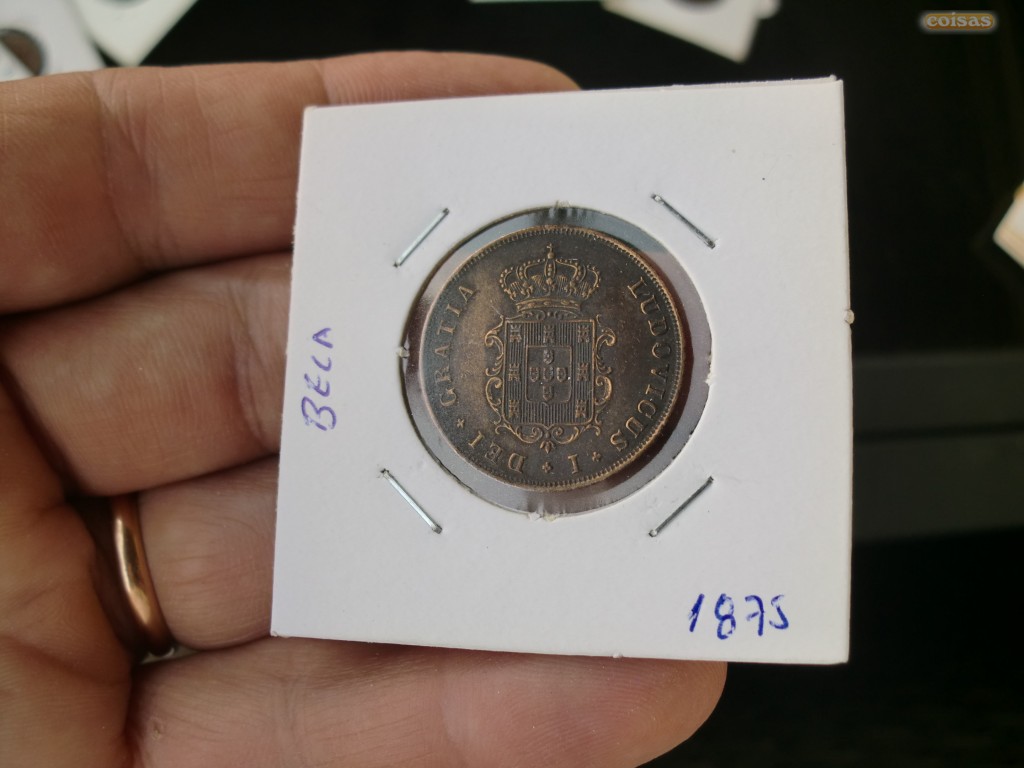 coisas
BELA
LUDOVICUS ⋆ I ⋆ DEI ⋆ GRATIA
1875